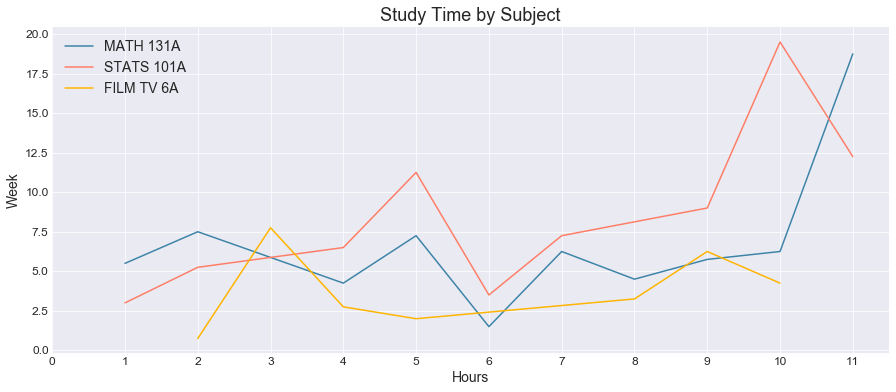 Study Time by Subject
MATH 131A
STATS 101A
FILM TV 6A
Week
20.0
17.5
15.0
12.5
10.0
7.5
5.0
2.5
0.0
0 1 2 3 4 5 6 7 8 9 10 11
Hours